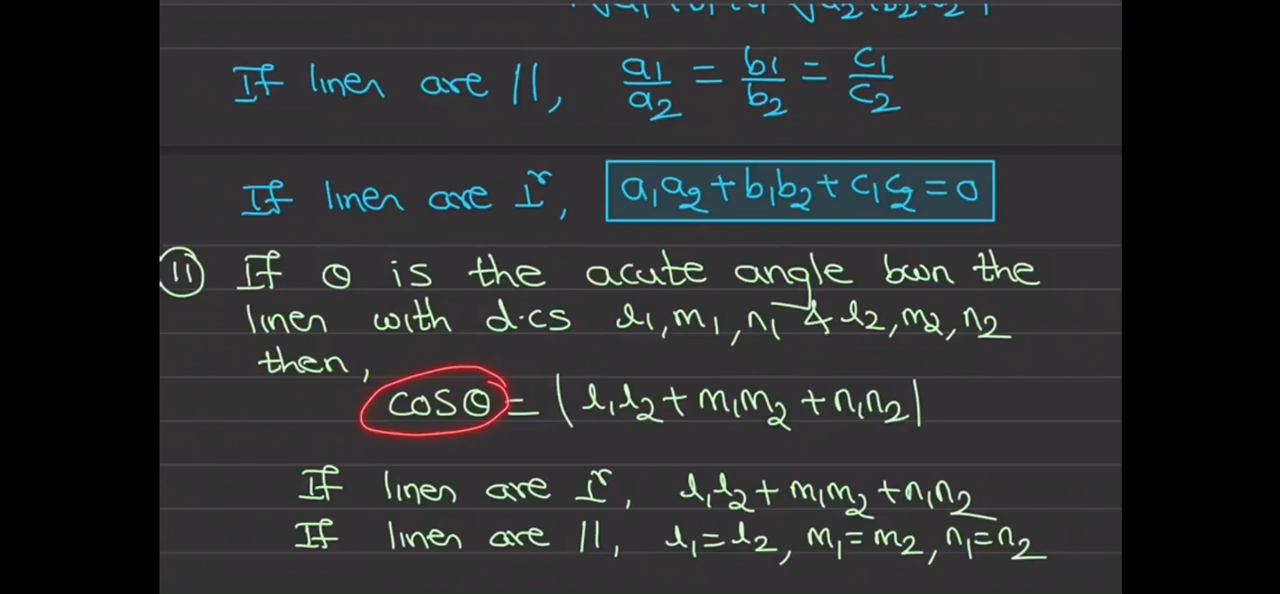 If lines are ||, a1/a2 = b1/b2 = c1/c2
If lines are ⊥r, a1a2 + b1b2 + c1c2 = 0
(11) If θ is the acute angle bwn the
lines with d.cs l1, m1, n1 & l2, m2, n2
then,
cosθ = |l1l2 + m1m2 + n1n2|
If lines are ⊥r, l1l2 + m1m2 + n1n2
If lines are ||, l1 = l2, m1 = m2, n1 = n2